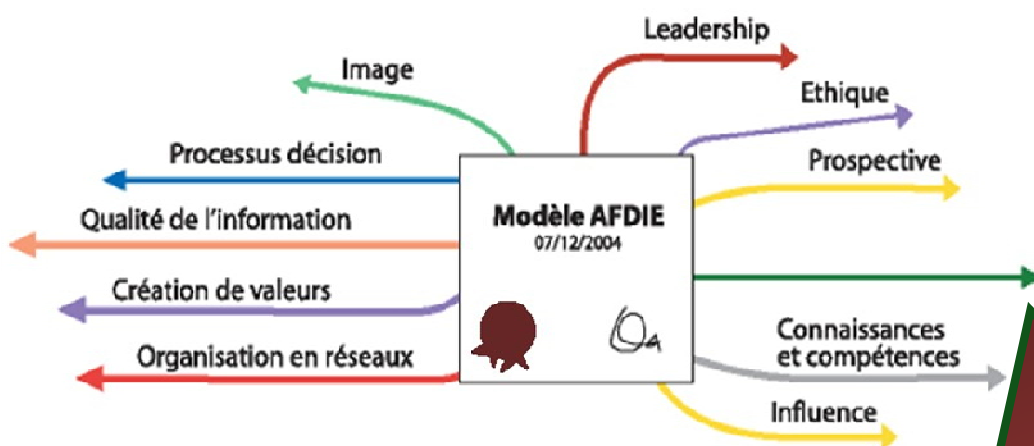 Leadership
Image
Ethique
Processus décision
Prospective
Qualité de l'information
Modèle AFDIE
07/12/2004
Création de valeurs
Connaissances
et compétences
Organisation en réseaux
Influence